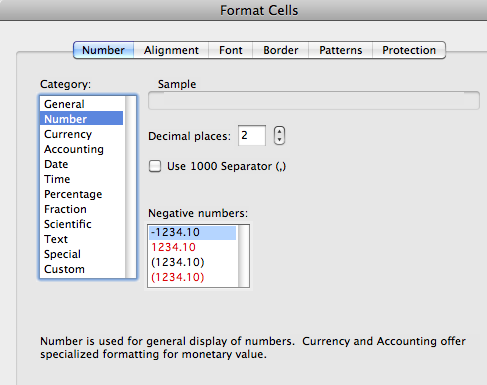 Format Cells
Number Alignment Font Border Patterns Protection
Category:
General
Number
Currency
Accounting
Date
Time
Percentage
Fraction
Scientific
Text
Special
Custom
Sample
Decimal places: 2
Use 1000 Separator (,)
Negative numbers:
-1234.10
1234.10
(1234.10)
(1234.10)
Number is used for general display of numbers. Currency and Accounting offer
specialized formatting for monetary value.